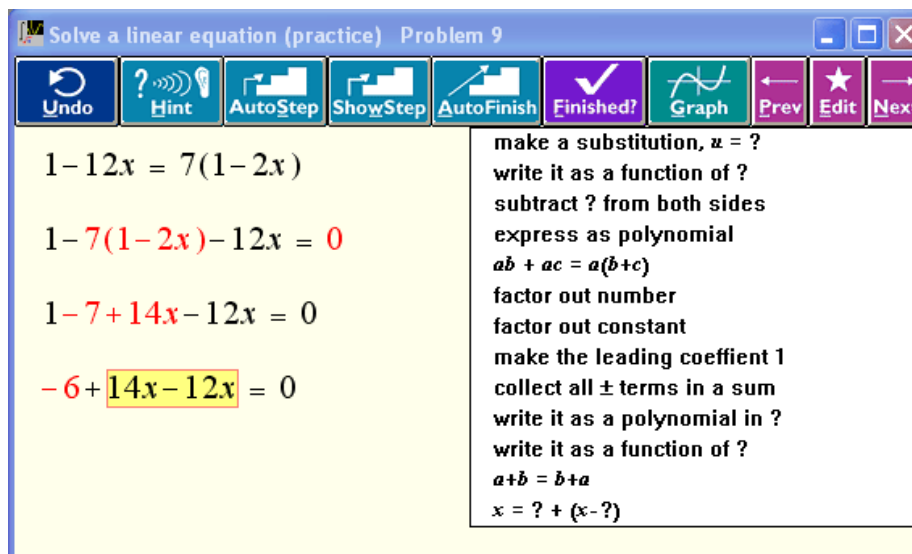 Solve a linear equation (practice) Problem 9
Undo ? Hint AutoStep ShowStep AutoFinish Finished? Graph Prev Edit Nex
1-12x = 7(1-2x)
1-7(1-2x)-12x = 0
1-7+14x-12x = 0
-6+14x-12x = 0
make a substitution, u = ?
write it as a function of ?
subtract ? from both sides
express as polynomial
ab + ac = a(b+c)
factor out number
factor out constant
make the leading coeffient 1
collect all ± terms in a sum
write it as a polynomial in ?
write it as a function of ?
a+b = b+a
x = ? + (x-?)